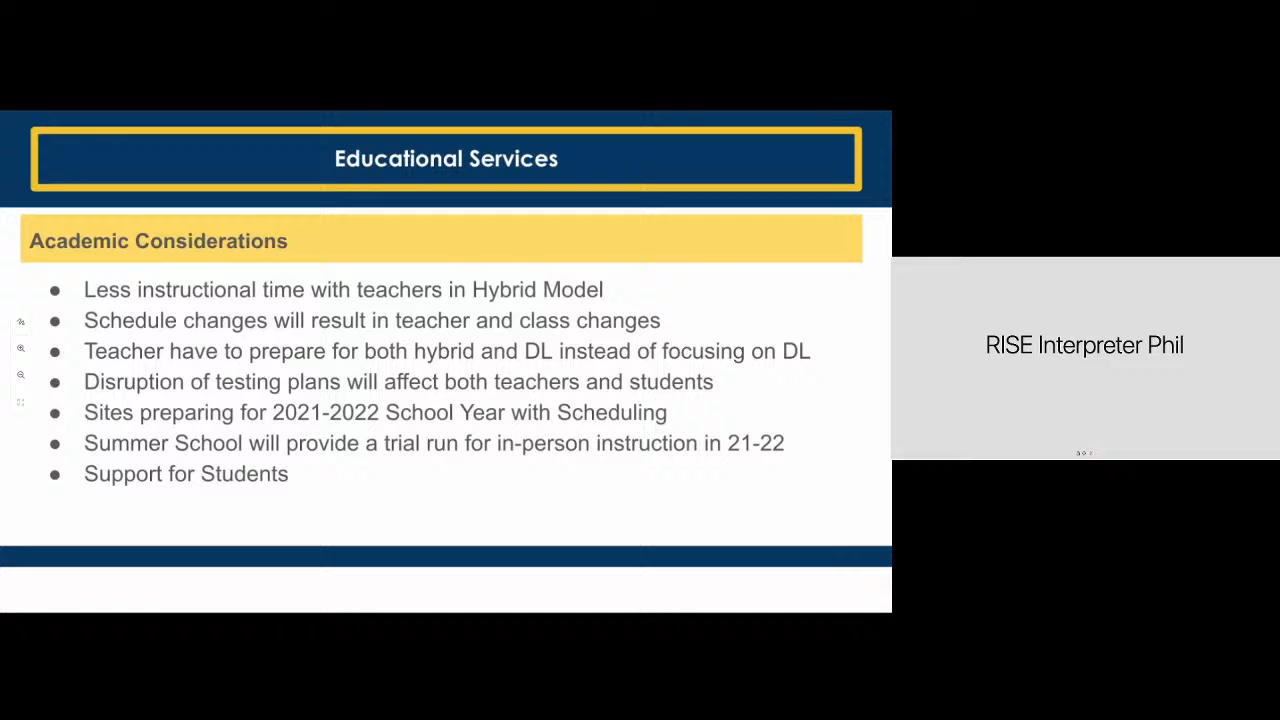 Educational Services
Academic Considerations
● Less instructional time with teachers in Hybrid Model
● Schedule changes will result in teacher and class changes
● Teacher have to prepare for both hybrid and DL instead of focusing on DL
● Disruption of testing plans will affect both teachers and students
● Sites preparing for 2021-2022 School Year with Scheduling
● Summer School will provide a trial run for in-person instruction in 21-22
● Support for Students
RISE Interpreter Phil